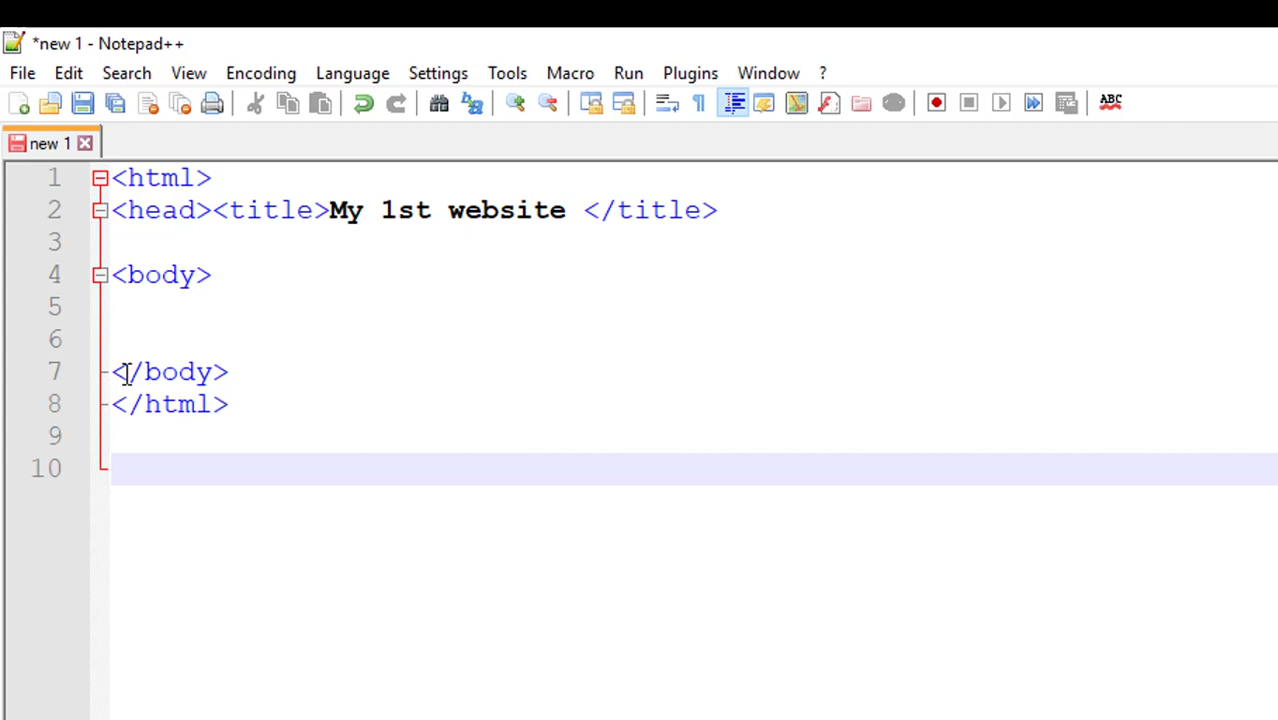 *new 1 - Notepad++
File Edit Search View Encoding Language Settings Tools Macro Run Plugins Window ?
ABC
new 1
1 <html>
2 <head><title>My 1st website </title>
3
4 <body>
5
6
7 </body>
8 </html>
9
10